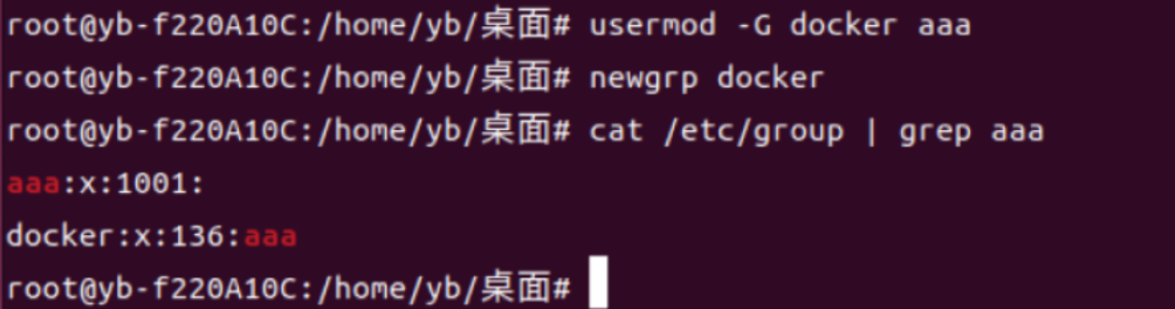 root@yb-f220A10C:/home/yb/桌面# usermod -G docker aaa
root@yb-f220A10C:/home/yb/桌面# newgrp docker
root@yb-f220A10C:/home/yb/桌面# cat /etc/group | grep aaa
aaa:x:1001:
docker:x:136:aaa
root@yb-f220A10C:/home/yb/桌面#